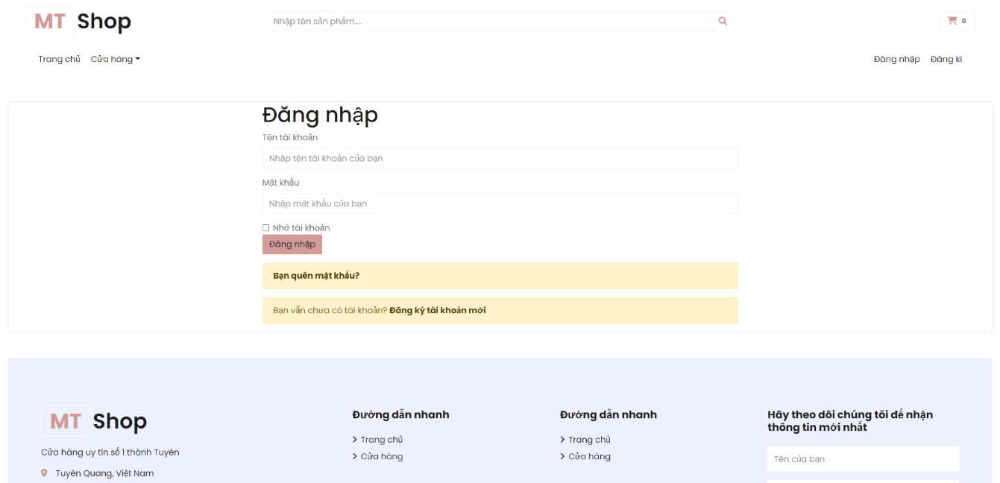 MT Shop
Nhập tên sản phẩm....
0
Trang chủ
Cửa hàng
Đăng nhập
Đăng kí
Đăng nhập
Tên tài khoản
Nhập tên tài khoản của bạn
Mật khẩu
Nhập mật khẩu của bạn
Nhớ tài khoản
Đăng nhập
Bạn quên mật khẩu?
Bạn vẫn chưa có tài khoản? Đăng ký tài khoản mới
MT Shop
Cửa hàng uy tín số 1 thành Tuyên
Tuyên Quang, Việt Nam
Đường dẫn nhanh
Trang chủ
Cửa hàng
Đường dẫn nhanh
Trang chủ
Cửa hàng
Hãy theo dõi chúng tôi để nhận
thông tin mới nhất
Tên của bạn